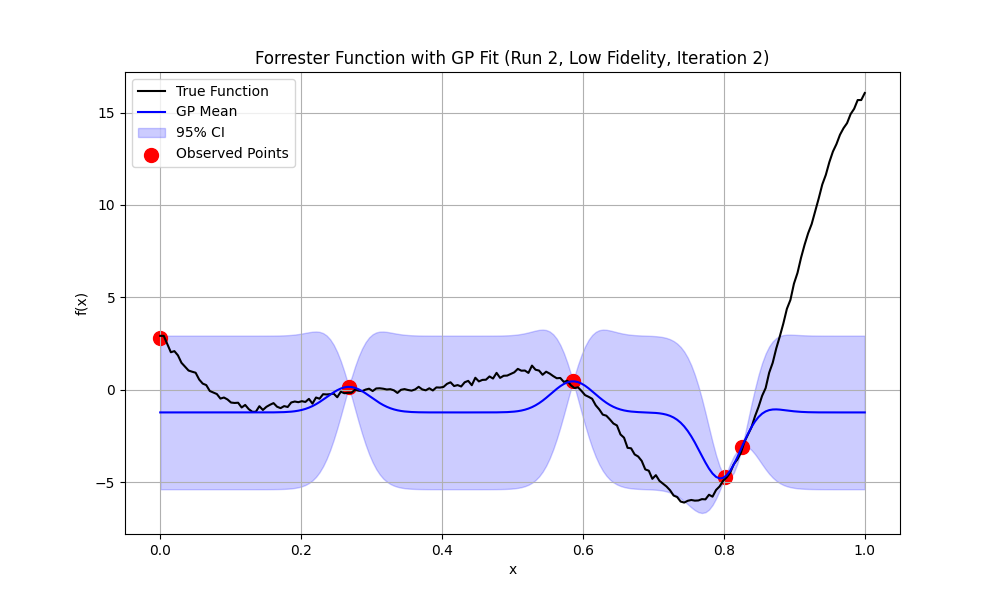 Forrester Function with GP Fit (Run 2, Low Fidelity, Iteration 2)
True Function
GP Mean
95% CI
Observed Points
f(x)
15
10
5
0
−5
0.0 0.2 0.4 0.6 0.8 1.0
x